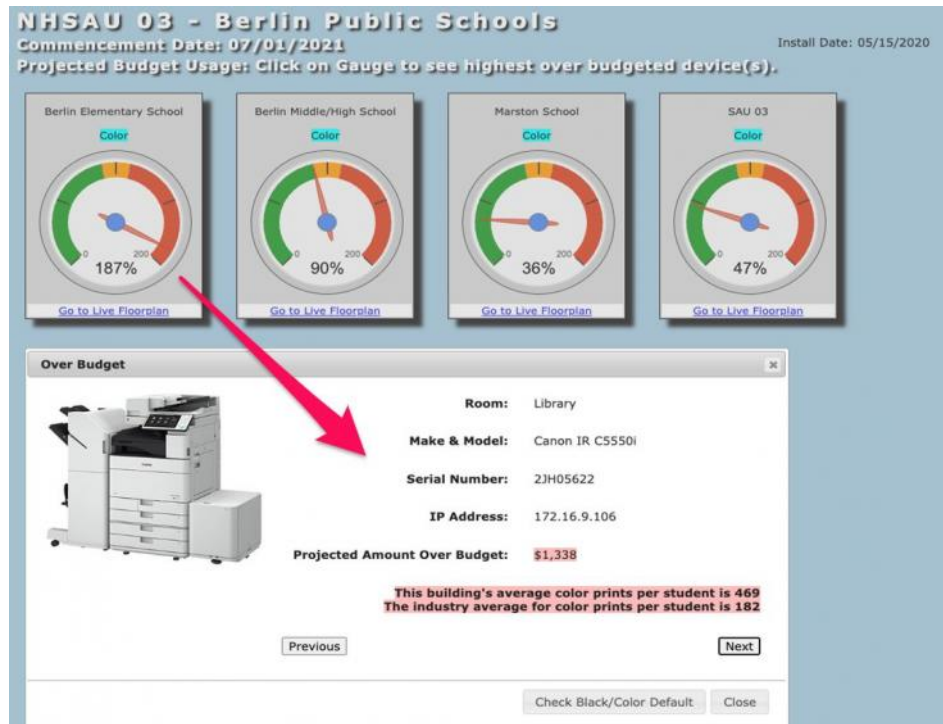 NHSAU 03 - Berlin Public Schools
Commencement Date: 07/01/2021
Install Date: 05/15/2020
Projected Budget Usage: Click on Gauge to see highest over budgeted device(s).
Berlin Elementary School
Color
0 200
187%
Go to Live Floorplan
Berlin Middle/High School
Color
0 200
90%
Go to Live Floorplan
Marston School
Color
0 200
36%
Go to Live Floorplan
SAU 03
Color
0 200
47%
Go to Live Floorplan
Over Budget
Room: Library
Make & Model: Canon IR C5550i
Serial Number: 2JH05622
IP Address: 172.16.9.106
Projected Amount Over Budget: $1,338
This building's average color prints per student is 469
The industry average for color prints per student is 182
Previous
Next
Check Black/Color Default
Close